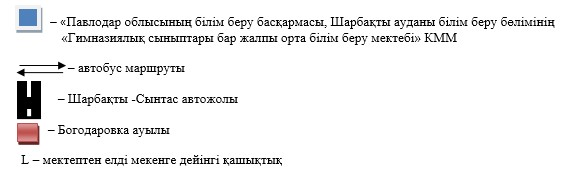 – «Павлодар облысының білім беру басқармасы, Шарбақты ауданы білім беру бөлімінің
«Гимназиялық сыныптары бар жалпы орта білім беру мектебі» КММ
– автобус маршруты
– Шарбақты -Сынтас автожолы
– Богодаровка ауылы
L – мектептен елді мекенге дейінгі қашықтық